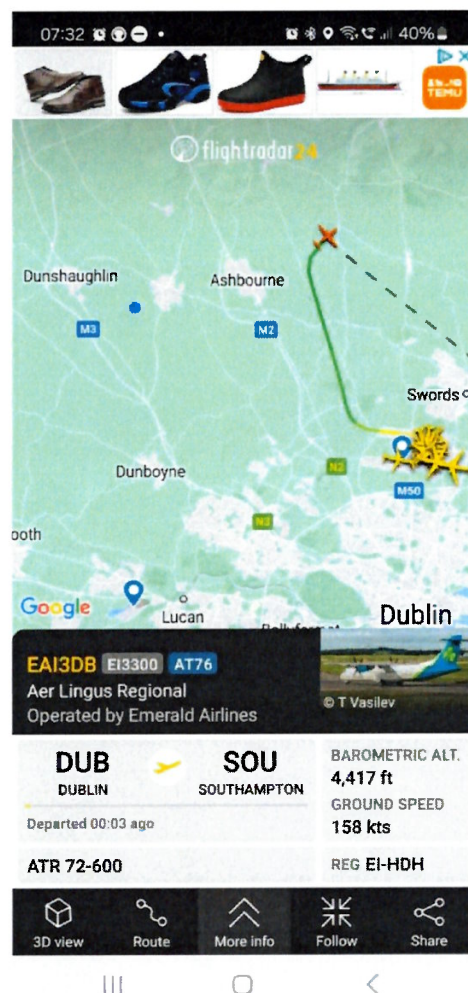 07:32
40%
TEMU
flightradar24
Dunshaughlin
Ashbourne
M3
M2
Swords
Dunboyne
N2
M50
N3
ooth
Google
Lucan
Dublin
EAI3DB EI3300 AT76
Aer Lingus Regional
Operated by Emerald Airlines
© T Vasilev
DUB
DUBLIN
SOU
SOUTHAMPTON
Departed 00:03 ago
BAROMETRIC ALT.
4,417 ft
GROUND SPEED
158 kts
ATR 72-600
REG EI-HDH
3D view
Route
More info
Follow
Share